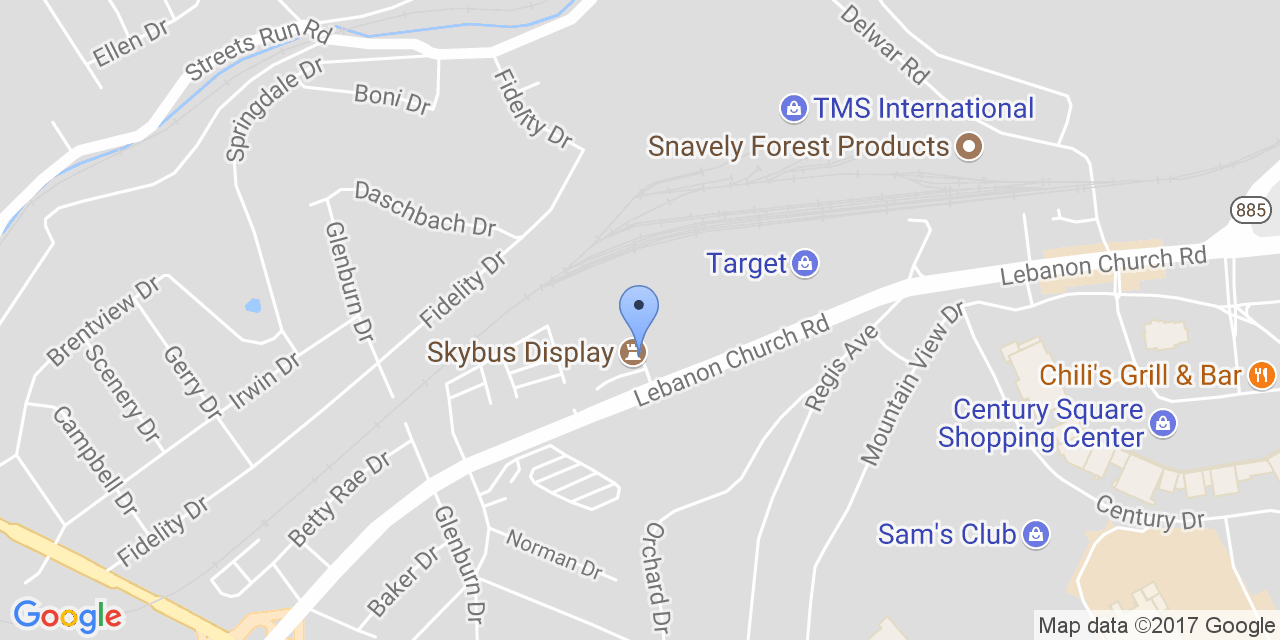 Ellen Dr
Streets Run Rd
Springdale Dr
Boni Dr
Fidelity Dr
Delwar Rd
TMS International
Snavely Forest Products
Daschbach Dr
Glenburn Dr
Fidelity Dr
885
Target
Lebanon Church Rd
Brentview Dr
Scenery Dr
Gerry Dr
Irwin Dr
Skybus Display
Lebanon Church Rd
Regis Ave
Mountain View Dr
Chili's Grill & Bar
Century Square
Shopping Center
Campbell Dr
Fidelity Dr
Betty Rae Dr
Baker Dr
Glenburn Dr
Norman Dr
Orchard Dr
Sam's Club
Century Dr
Google
Map data ©2017 Google